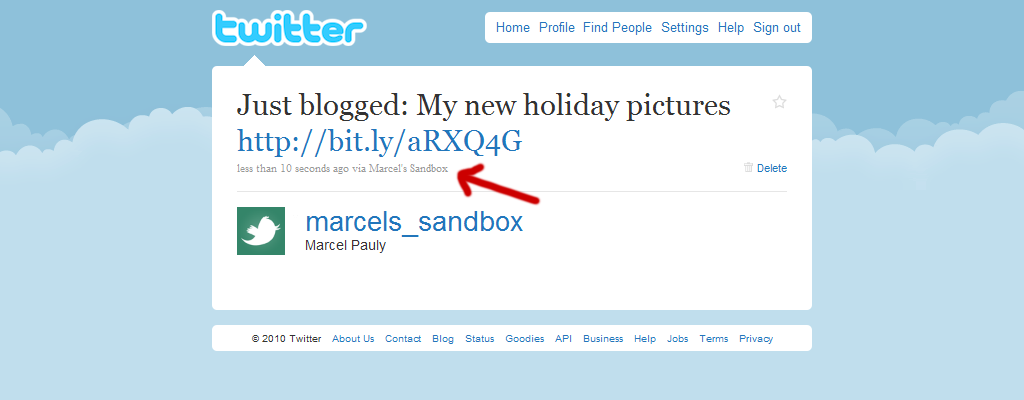 twitter
Home Profile Find People Settings Help Sign out
Just blogged: My new holiday pictures
http://bit.ly/aRXQ4G
less than 10 seconds ago via Marcel's Sandbox
Delete
marcels_sandbox
Marcel Pauly
© 2010 Twitter About Us Contact Blog Status Goodies API Business Help Jobs Terms Privacy